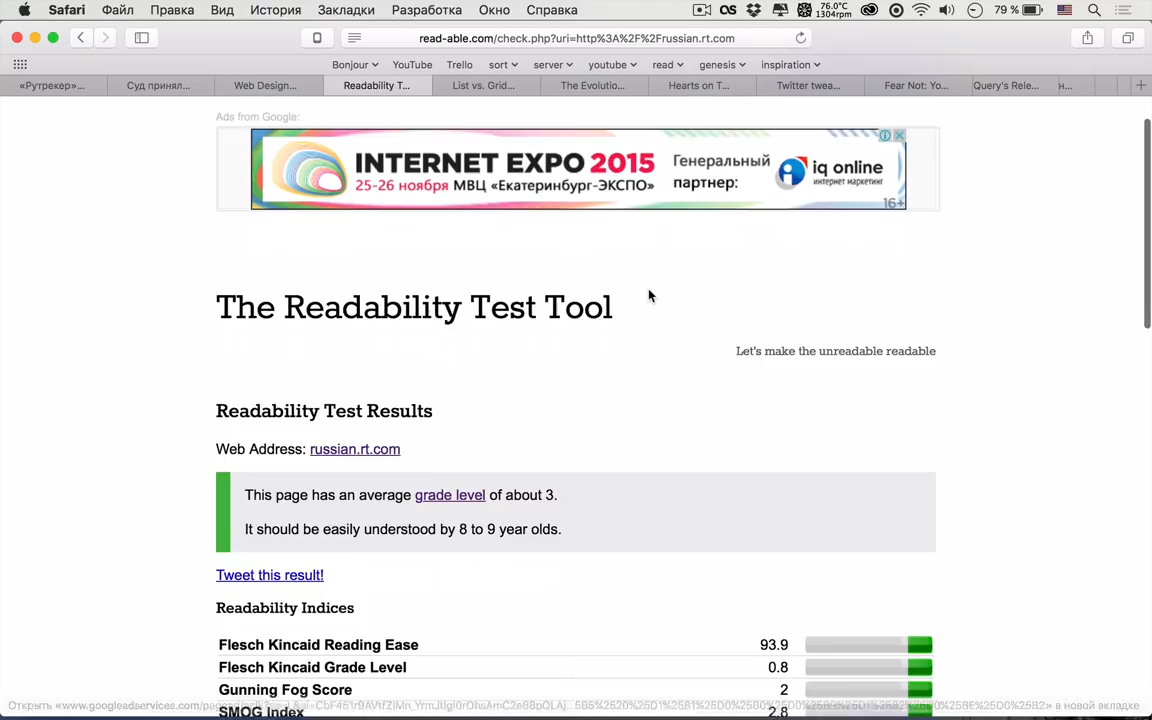 Safari Файл Правка Вид История Закладки Разработка Окно Справка 76.0°C 1304rpm 79 %
read-able.com/check.php?uri=http%3A%2F%2Frussian.rt.com
Bonjour YouTube Trello sort server youtube read genesis inspiration
«Рутрекер»... Суд принял... Web Design... Readability T... List vs. Grid... The Evolutio... Hearts on T... Twitter twea... Fear Not: Yo... Query's Rele... н...
Ads from Google:
INTERNET EXPO 2015
25-26 ноября МВЦ «Екатеринбург-ЭКСПО»
Генеральный
партнер:
iq online
интернет маркетинг
16+
The Readability Test Tool
Let's make the unreadable readable
Readability Test Results
Web Address: russian.rt.com
This page has an average grade level of about 3.
It should be easily understood by 8 to 9 year olds.
Tweet this result!
Readability Indices
Flesch Kincaid Reading Ease 93.9
Flesch Kincaid Grade Level 0.8
Gunning Fog Score 2
SMOG Index 2.8
Открыть в новой вкладке